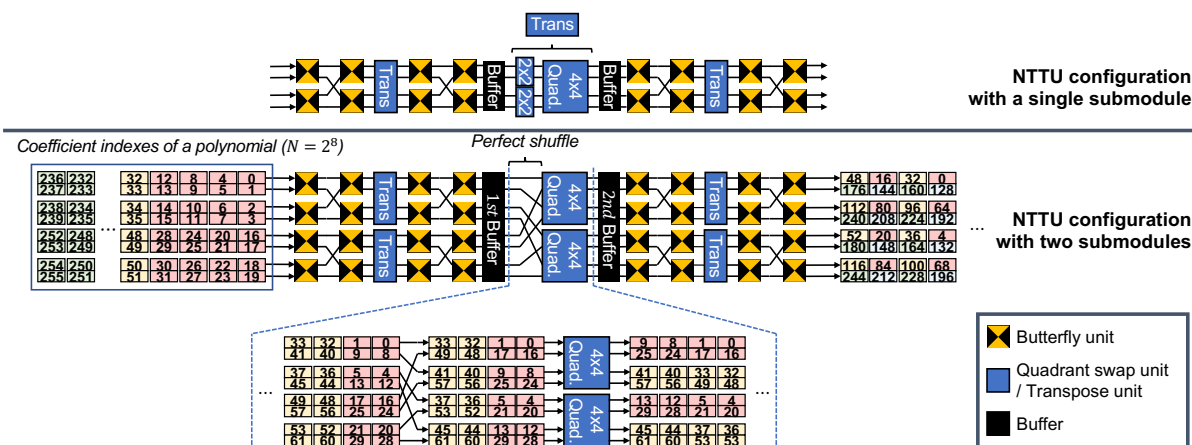 Trans
Trans
Buffer
2x2
2x2
4x4
Quad.
Buffer
Trans
NTTU configuration
with a single submodule
Coefficient indexes of a polynomial (N = 2^8)
Perfect shuffle
236 232 ... 32 12 8 4 0
237 233 33 13 9 5 1
238 234 34 14 10 6 2
239 235 35 15 11 7 3
252 248 48 28 24 20 16
253 249 49 29 25 21 17
254 250 50 30 26 22 18
255 251 51 31 27 23 19
Trans
Trans
1st Buffer
4x4
Quad.
4x4
Quad.
2nd Buffer
Trans
Trans
48 16 32 0
176 144 160 128
112 80 96 64
240 208 224 192
52 20 36 4
180 148 164 132
116 84 100 68
244 212 228 196
...
NTTU configuration
with two submodules
33 32 1 0
41 40 9 8
37 36 5 4
45 44 13 12
49 48 17 16
57 56 25 24
53 52 21 20
61 60 29 28
...
33 32 1 0
49 48 17 16
41 40 9 8
57 56 25 24
37 36 5 4
53 52 21 20
45 44 13 12
61 60 29 28
4x4
Quad.
4x4
Quad.
9 8 1 0
25 24 17 16
41 40 33 32
57 56 49 48
13 12 5 4
29 28 21 20
45 44 37 36
61 60 53 53
...
Butterfly unit
Quadrant swap unit
/ Transpose unit
Buffer